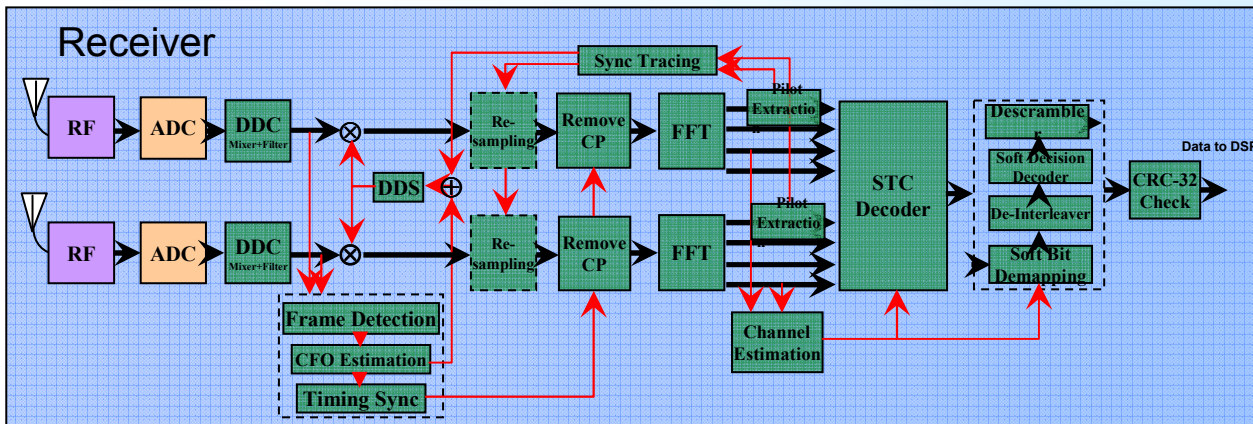 Receiver
Sync Tracing
RF
ADC
DDC
Mixer+Filter
Re-
sampling
Remove
CP
FFT
Pilot
Extractio
n
DDS
STC
Decoder
Descramble
r
Soft Decision
Decoder
De-Interleaver
Soft Bit
Demapping
CRC-32
Check
Data to DSP
RF
ADC
DDC
Mixer+Filter
Re-
sampling
Remove
CP
FFT
Pilot
Extractio
n
Frame Detection
CFO Estimation
Timing Sync
Channel
Estimation